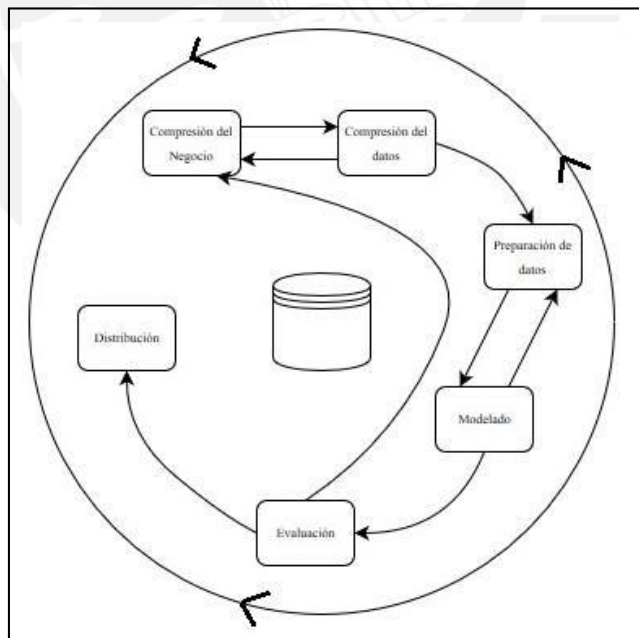 Compresión del
Negocio
Compresión del
datos
Preparación de
datos
Distribución
Modelado
Evaluación